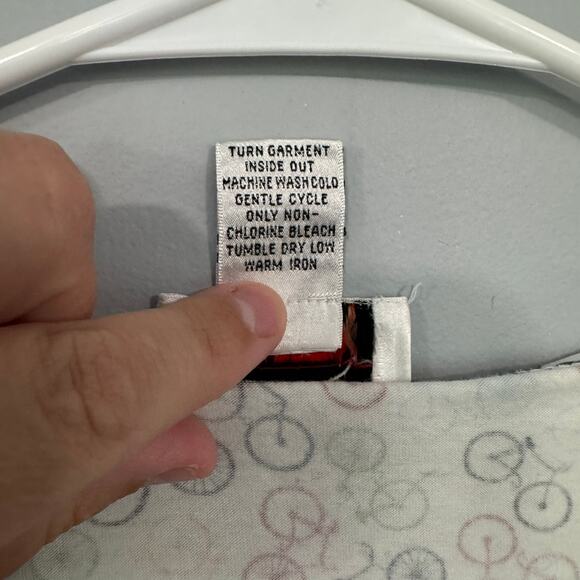 TURN GARMENT
INSIDE OUT
MACHINE WASH COLD
GENTLE CYCLE
ONLY NON-
CHLORINE BLEACH
TUMBLE DRY LOW
WARM IRON